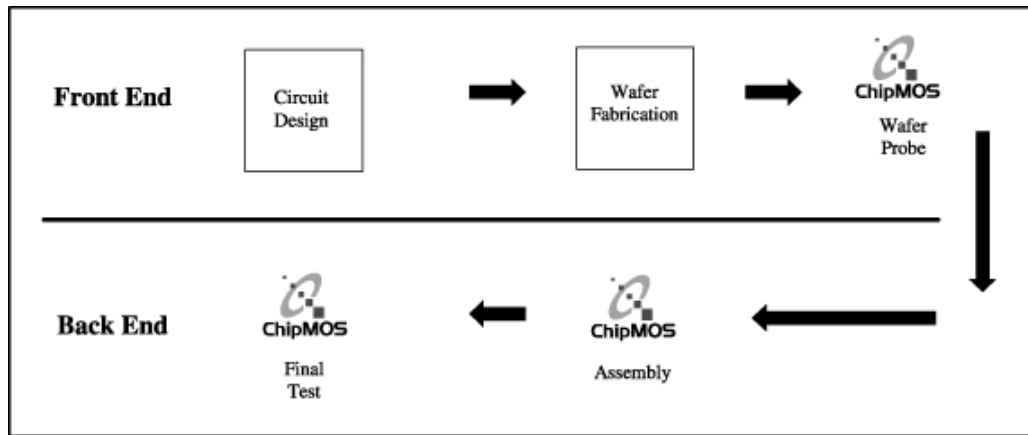 Front End
Circuit
Design
Wafer
Fabrication
ChipMOS
Wafer
Probe
Back End
ChipMOS
Final
Test
ChipMOS
Assembly